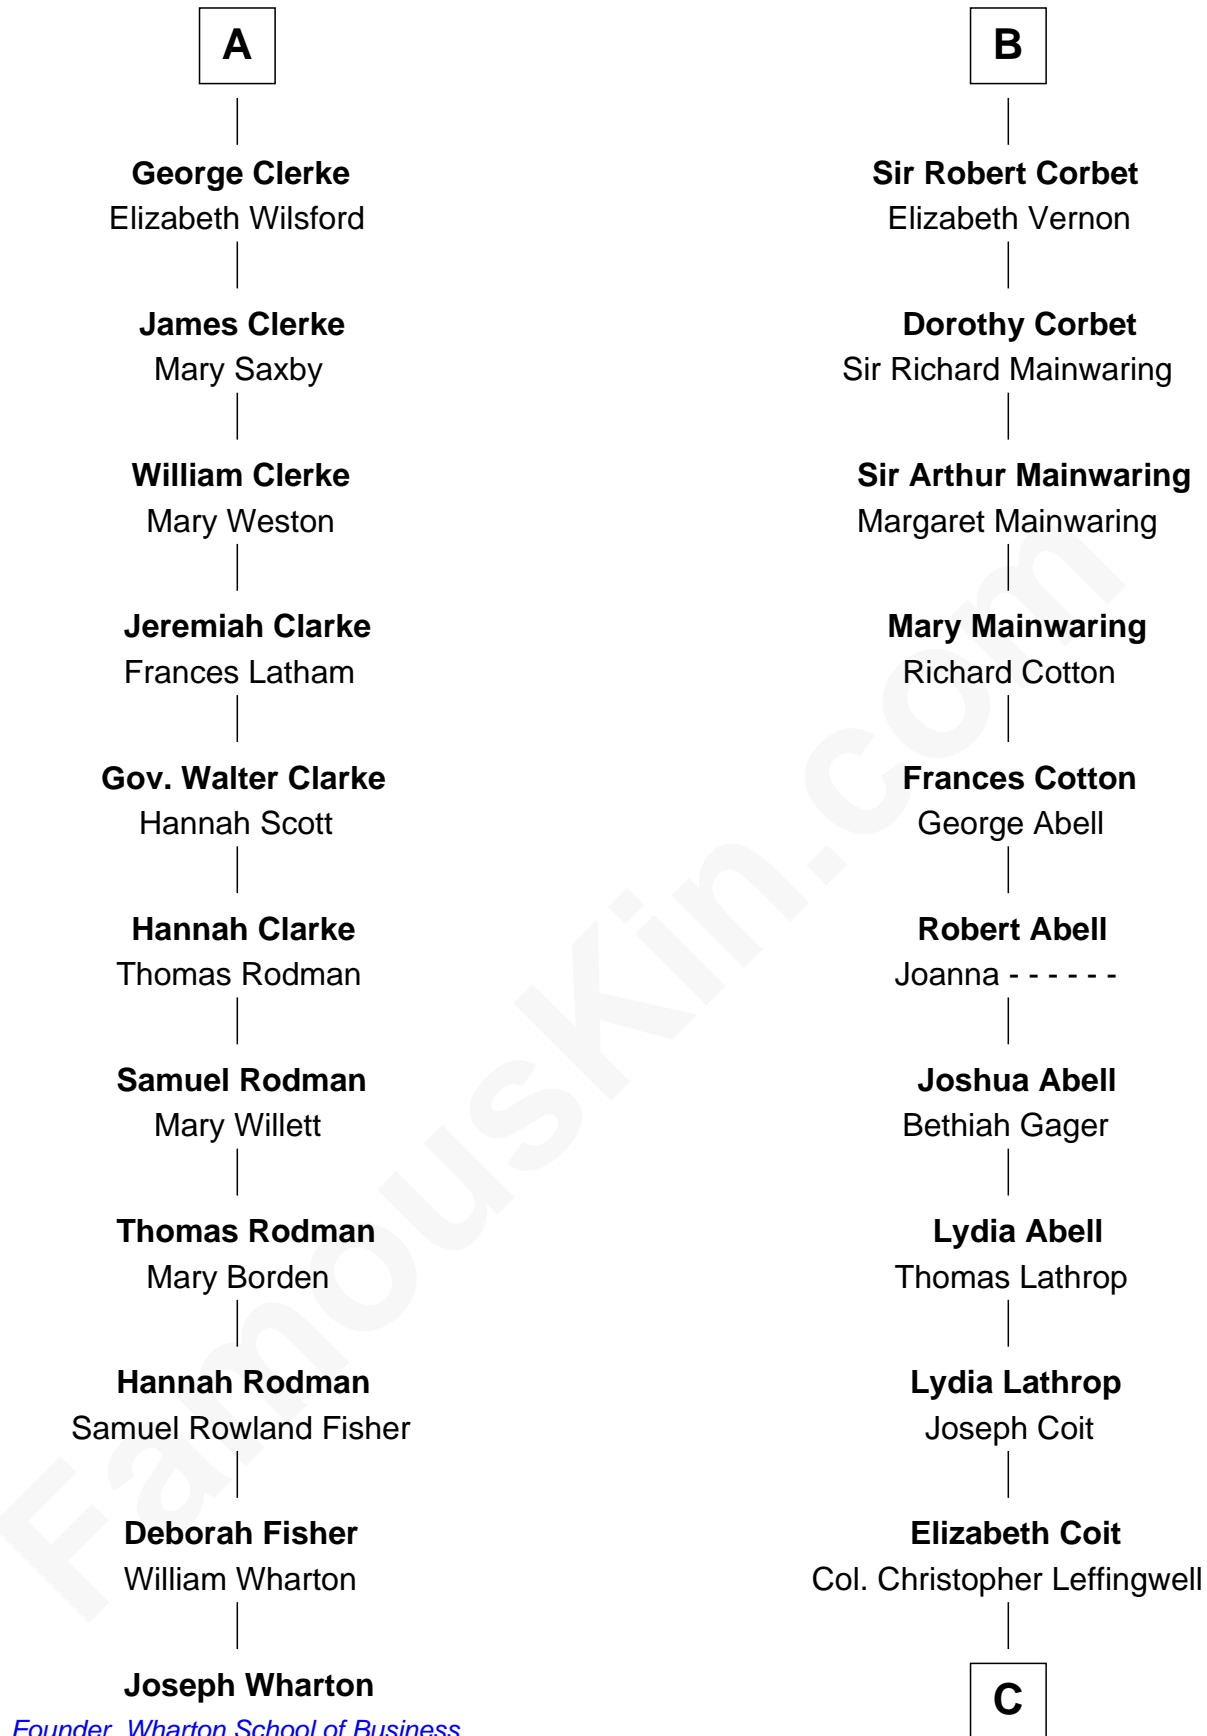 A
George Clerke
Elizabeth Wilsford
James Clerke
Mary Saxby
William Clerke
Mary Weston
Jeremiah Clarke
Frances Latham
Gov. Walter Clarke
Hannah Scott
Hannah Clarke
Thomas Rodman
Samuel Rodman
Mary Willett
Thomas Rodman
Mary Borden
Hannah Rodman
Samuel Rowland Fisher
Deborah Fisher
William Wharton
Joseph Wharton
Founder, Wharton School of Business
B
Sir Robert Corbet
Elizabeth Vernon
Dorothy Corbet
Sir Richard Mainwaring
Sir Arthur Mainwaring
Margaret Mainwaring
Mary Mainwaring
Richard Cotton
Frances Cotton
George Abell
Robert Abell
Joanna - - - - - -
Joshua Abell
Bethiah Gager
Lydia Abell
Thomas Lathrop
Lydia Lathrop
Joseph Coit
Elizabeth Coit
Col. Christopher Leffingwell
C
FamousKin.com